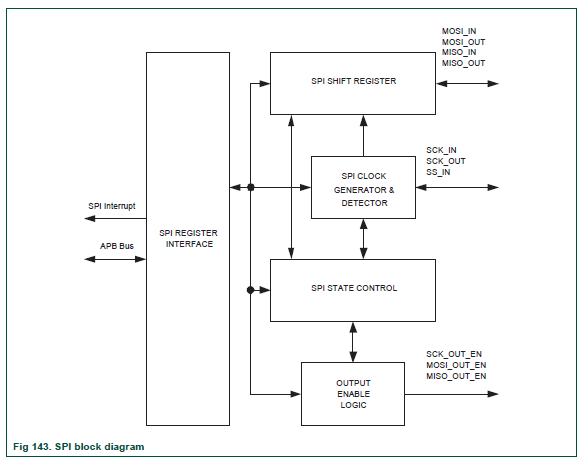 MOSI_IN
MOSI_OUT
MISO_IN
MISO_OUT
SPI SHIFT REGISTER
SCK_IN
SCK_OUT
SS_IN
SPI CLOCK
GENERATOR &
DETECTOR
SPI Interrupt
APB Bus
SPI REGISTER
INTERFACE
SPI STATE CONTROL
SCK_OUT_EN
MOSI_OUT_EN
MISO_OUT_EN
OUTPUT
ENABLE
LOGIC
Fig 143. SPI block diagram